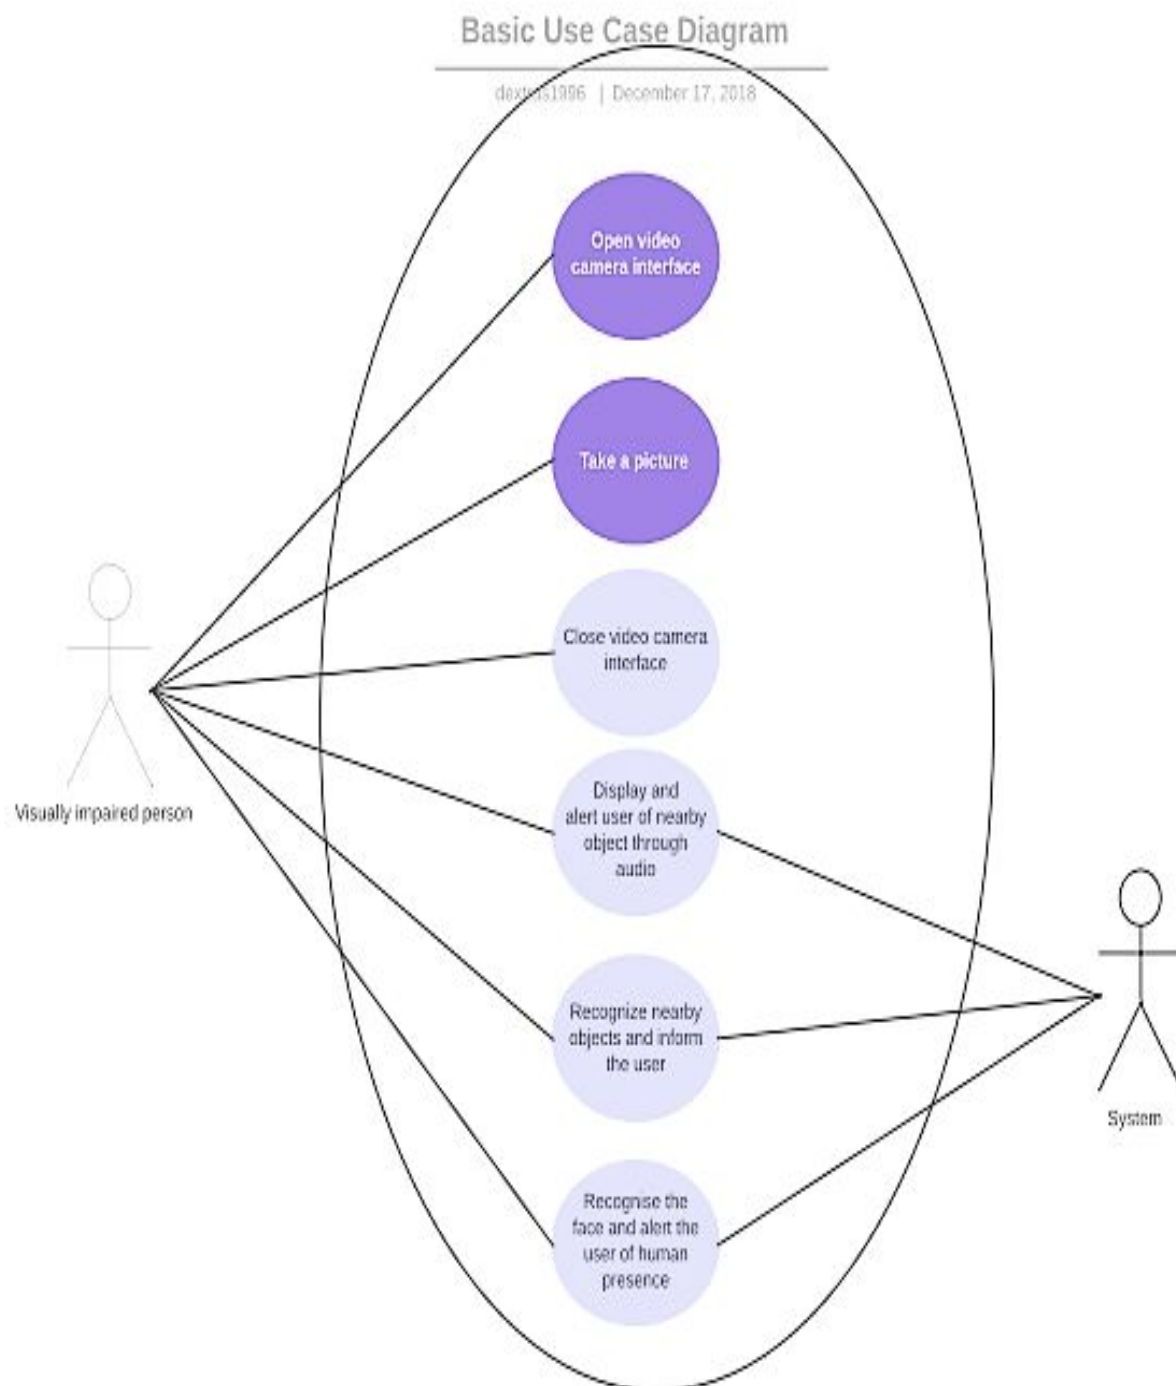 Basic Use Case Diagram
dextras1996 | December 17, 2018
Open video
camera interface
Take a picture
Close video camera
interface
Visually impaired person
Display and
alert user of nearby
object through
audio
Recognize nearby
objects and inform
the user
System
Recognise the
face and alert the
user of human
presence